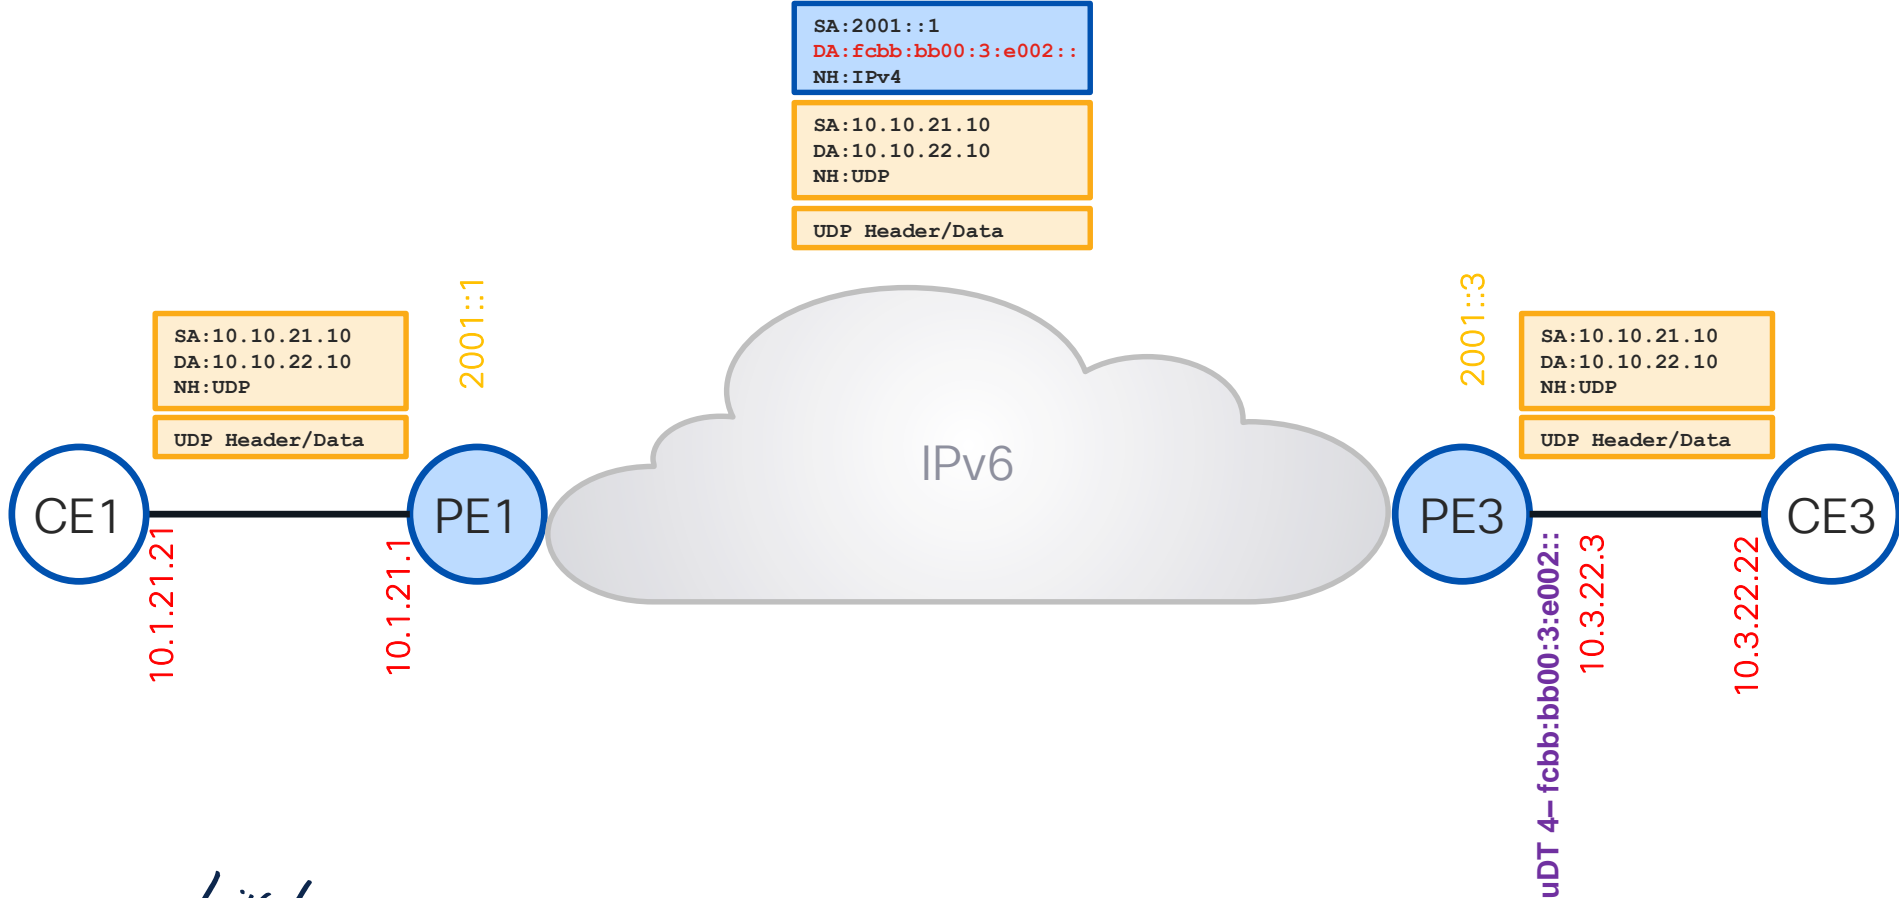 SA:2001::1
DA:fcbb:bb00:3:e002::
NH:IPv4
SA:10.10.21.10
DA:10.10.22.10
NH:UDP
UDP Header/Data
2001::1
2001::3
SA:10.10.21.10
DA:10.10.22.10
NH:UDP
UDP Header/Data
SA:10.10.21.10
DA:10.10.22.10
NH:UDP
UDP Header/Data
IPv6
CE1
PE1
PE3
CE3
10.1.21.21
10.1.21.1
uDT 4– fcbb:bb00:3:e002::
10.3.22.3
10.3.22.22